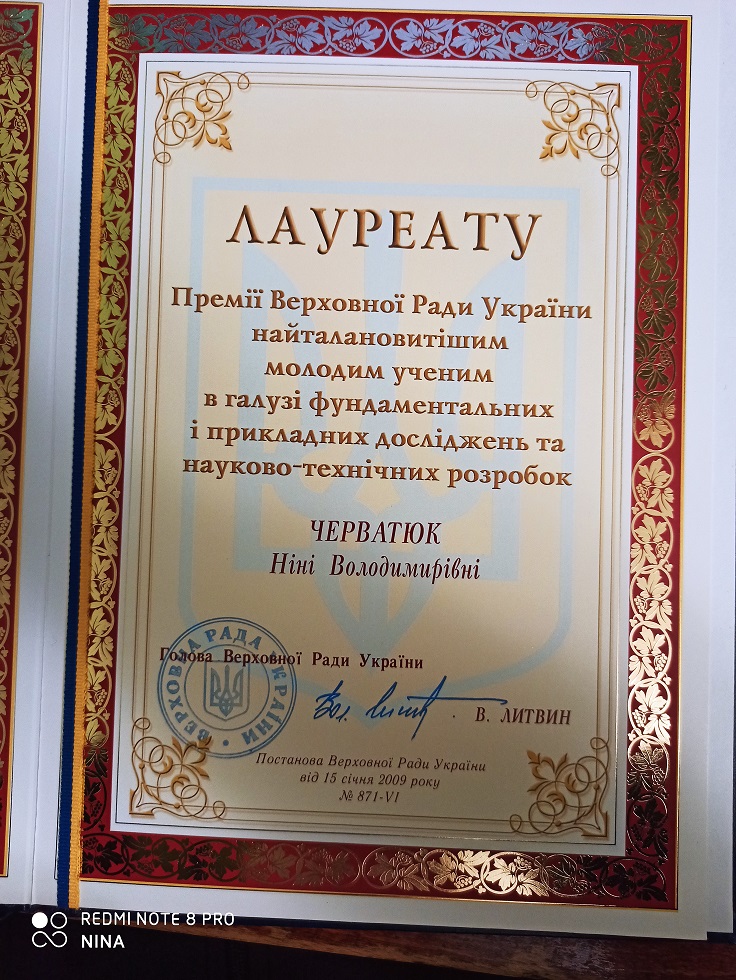 ЛАУРЕАТУ
Премії Верховної Ради України
найталановитішим
молодим ученим
в галузі фундаментальних
і прикладних досліджень та
науково-технічних розробок
ЧЕРВАТЮК
Ніні Володимирівні
Голова Верховної Ради України
ВЕРХОВНА РАДА УКРАЇНИ
В. ЛИТВИН
Постанова Верховної Ради України
від 15 січня 2009 року
№ 871-VI
REDMI NOTE 8 PRO
NINA